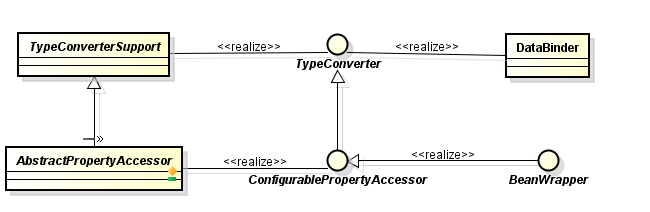 TypeConverterSupport
<<realize>>
<<realize>>
DataBinder
TypeConverter
AbstractPropertyAccessor
<<realize>>
<<realize>>
ConfigurablePropertyAccessor
BeanWrapper